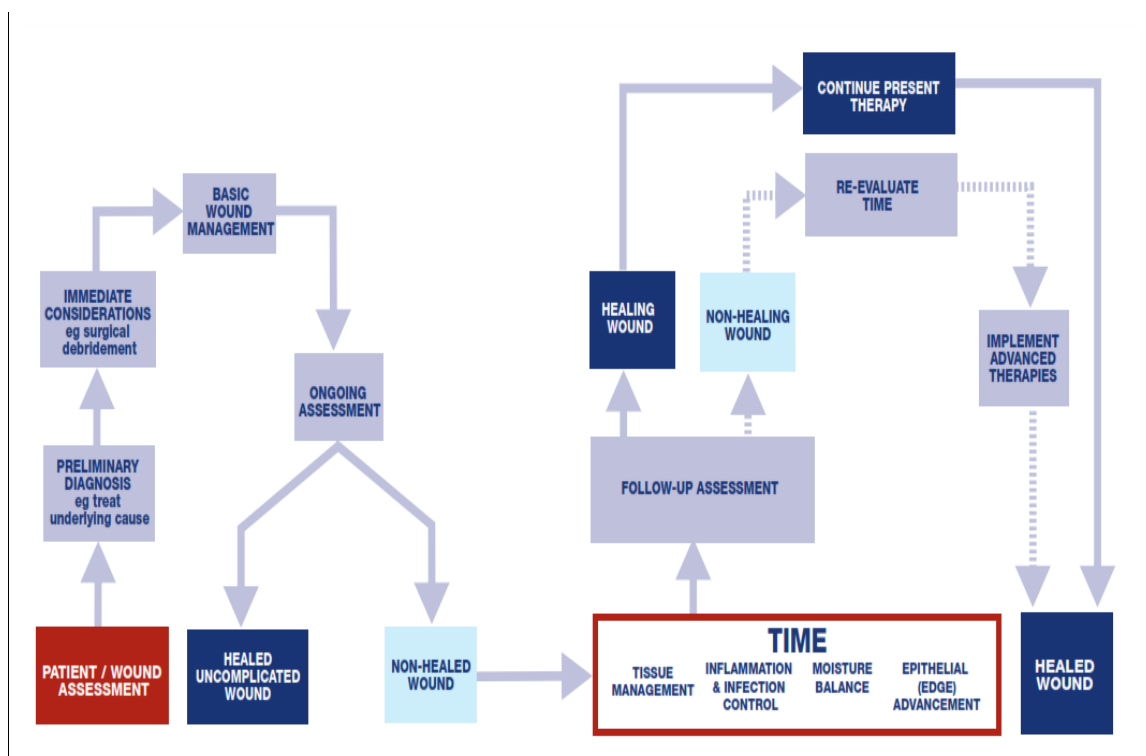 PATIENT / WOUND
ASSESSMENT
PRELIMINARY
DIAGNOSIS
eg treat
underlying cause
IMMEDIATE
CONSIDERATIONS
eg surgical
debridement
BASIC
WOUND
MANAGEMENT
ONGOING
ASSESSMENT
HEALED
UNCOMPLICATED
WOUND
NON-HEALED
WOUND
TIME
TISSUE
MANAGEMENT
INFLAMMATION
& INFECTION
CONTROL
MOISTURE
BALANCE
EPITHELIAL
(EDGE)
ADVANCEMENT
FOLLOW-UP ASSESSMENT
HEALING
WOUND
NON-HEALING
WOUND
CONTINUE PRESENT
THERAPY
RE-EVALUATE
TIME
IMPLEMENT
ADVANCED
THERAPIES
HEALED
WOUND